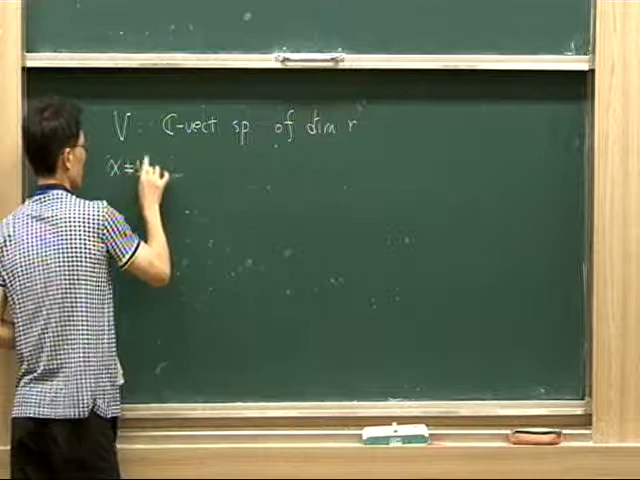 V : ℂ-vect sp of dim r
X =